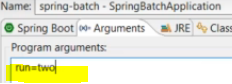 Name: spring-batch - SpringBatchApplication
Spring Boot (x)= Arguments JRE Class
Program arguments:
run=two